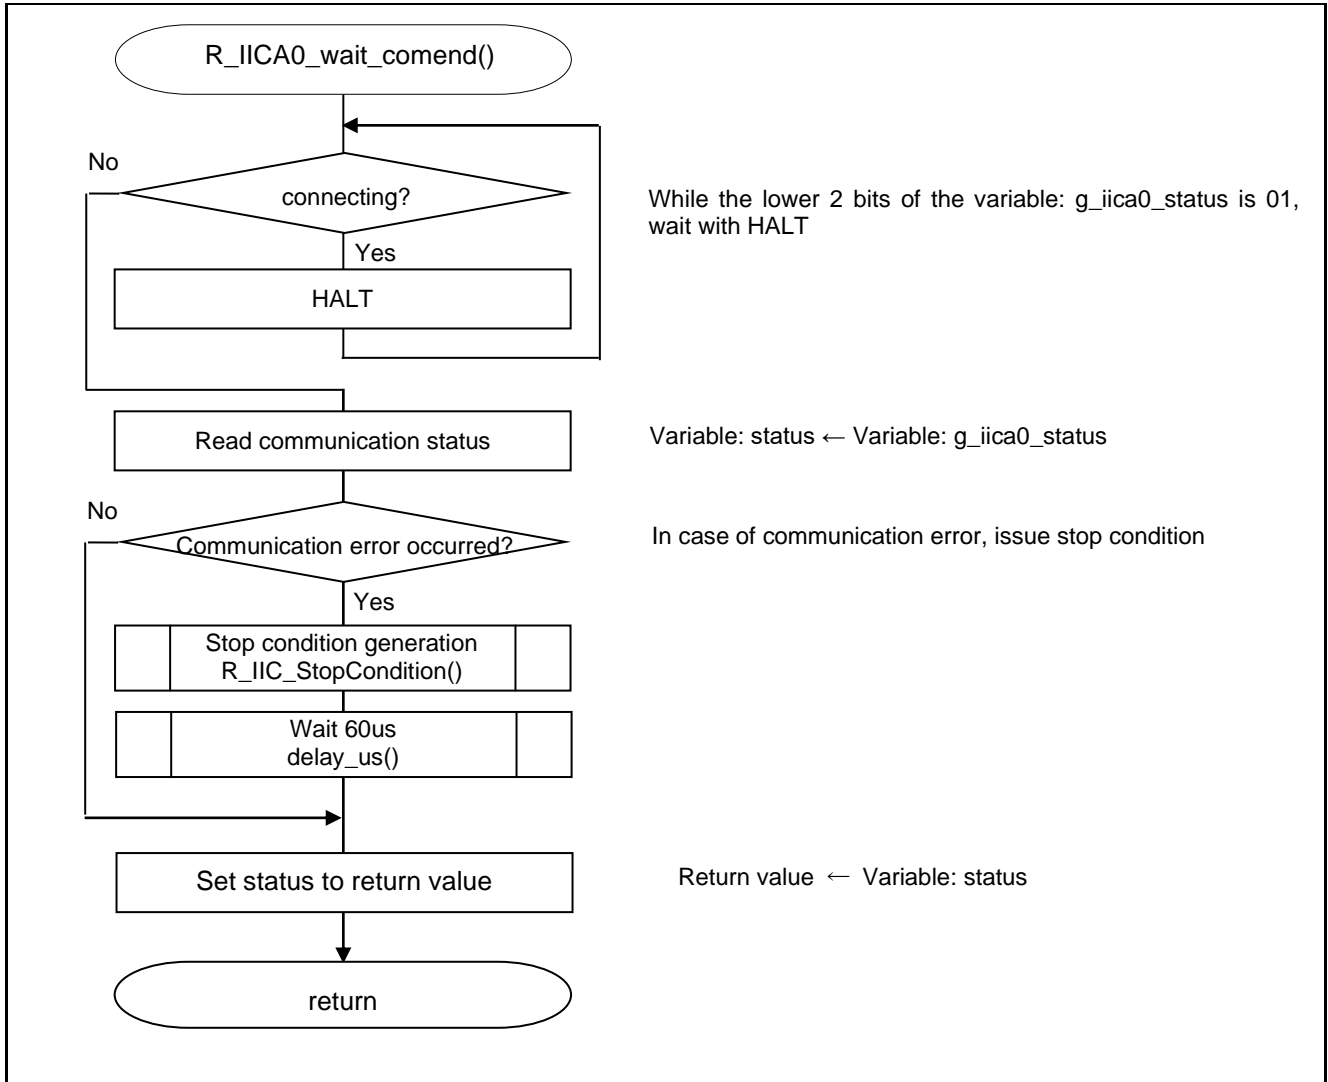 R_IICA0_wait_comend()
No
connecting?
While the lower 2 bits of the variable: g_iica0_status is 01,
wait with HALT
Yes
HALT
Read communication status
Variable: status ← Variable: g_iica0_status
No
Communication error occurred?
In case of communication error, issue stop condition
Yes
Stop condition generation
R_IIC_StopCondition()
Wait 60us
delay_us()
Set status to return value
Return value ← Variable: status
return